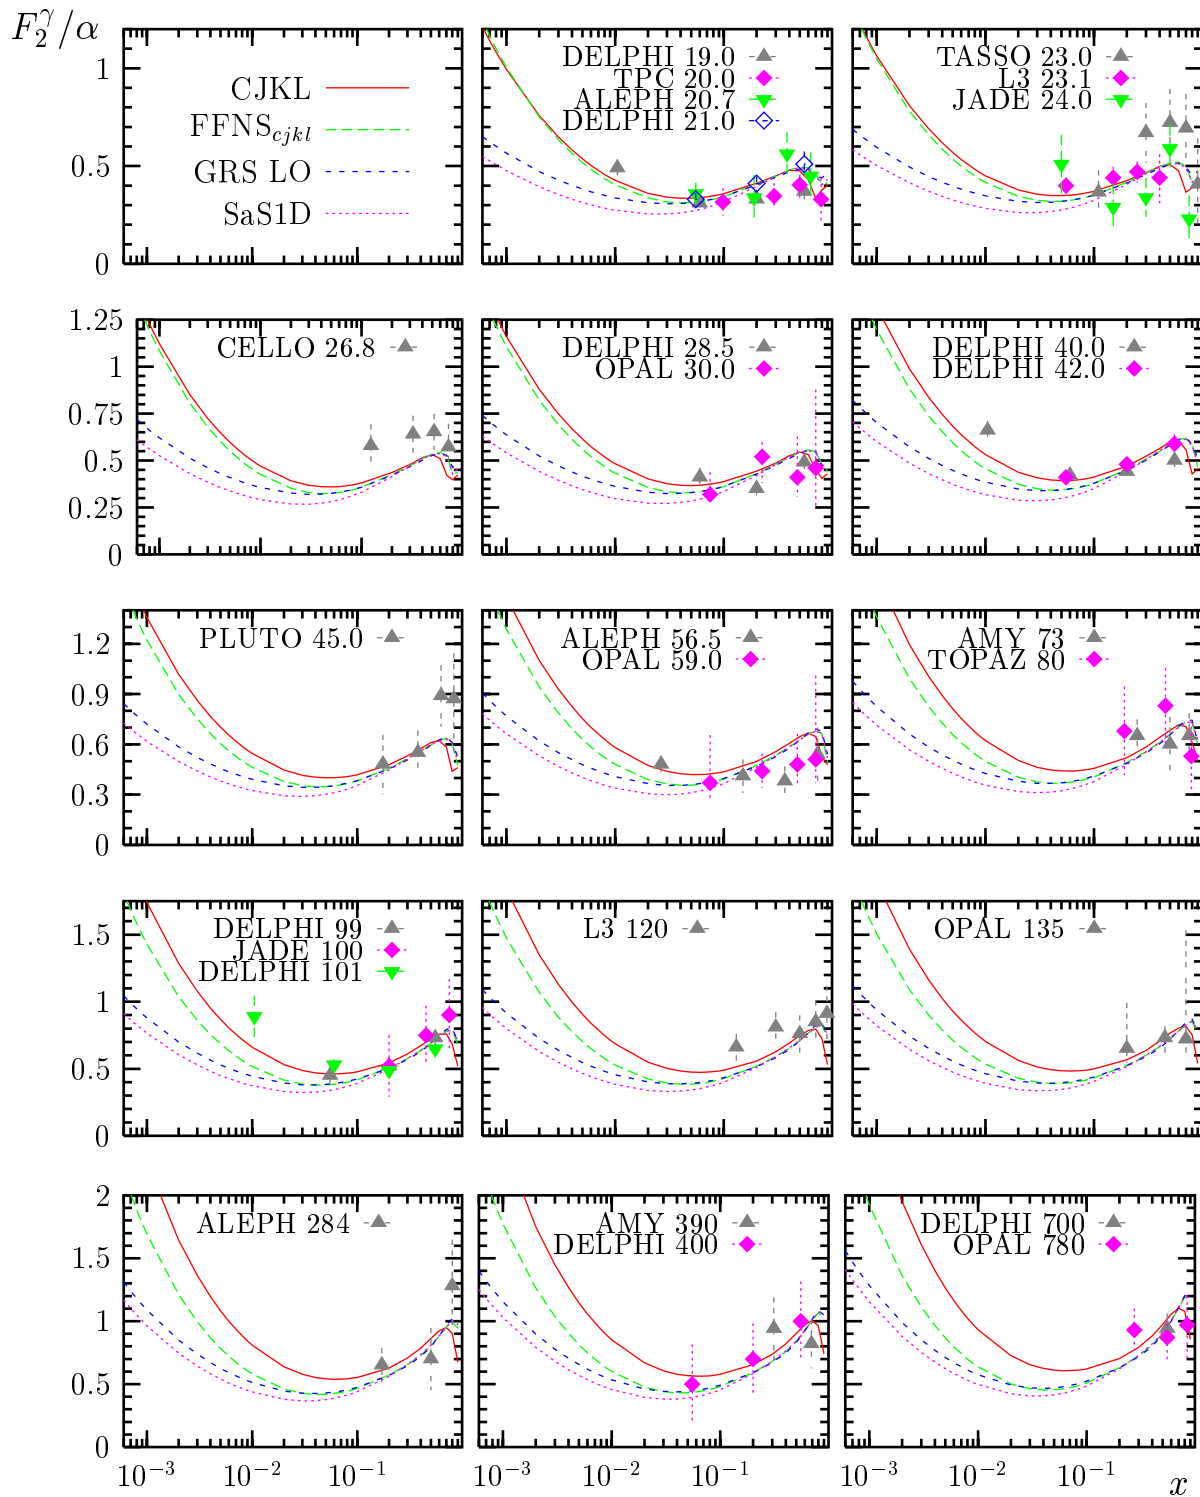 F₂^γ/α
1
0.5
0
CJKL
FFNS_cjkl
GRS LO
SaS1D
DELPHI 19.0
TPC 20.0
ALEPH 20.7
DELPHI 21.0
TASSO 23.0
L3 23.1
JADE 24.0
1.25
1
0.75
0.5
0.25
0
CELLO 26.8
DELPHI 28.5
OPAL 30.0
DELPHI 40.0
DELPHI 42.0
1.2
0.9
0.6
0.3
0
PLUTO 45.0
ALEPH 56.5
OPAL 59.0
AMY 73
TOPAZ 80
1.5
1
0.5
0
DELPHI 99
JADE 100
DELPHI 101
L3 120
OPAL 135
2
1.5
1
0.5
0
ALEPH 284
AMY 390
DELPHI 400
DELPHI 700
OPAL 780
10⁻³ 10⁻² 10⁻¹ 10⁻³ 10⁻² 10⁻¹ 10⁻³ 10⁻² 10⁻¹
x